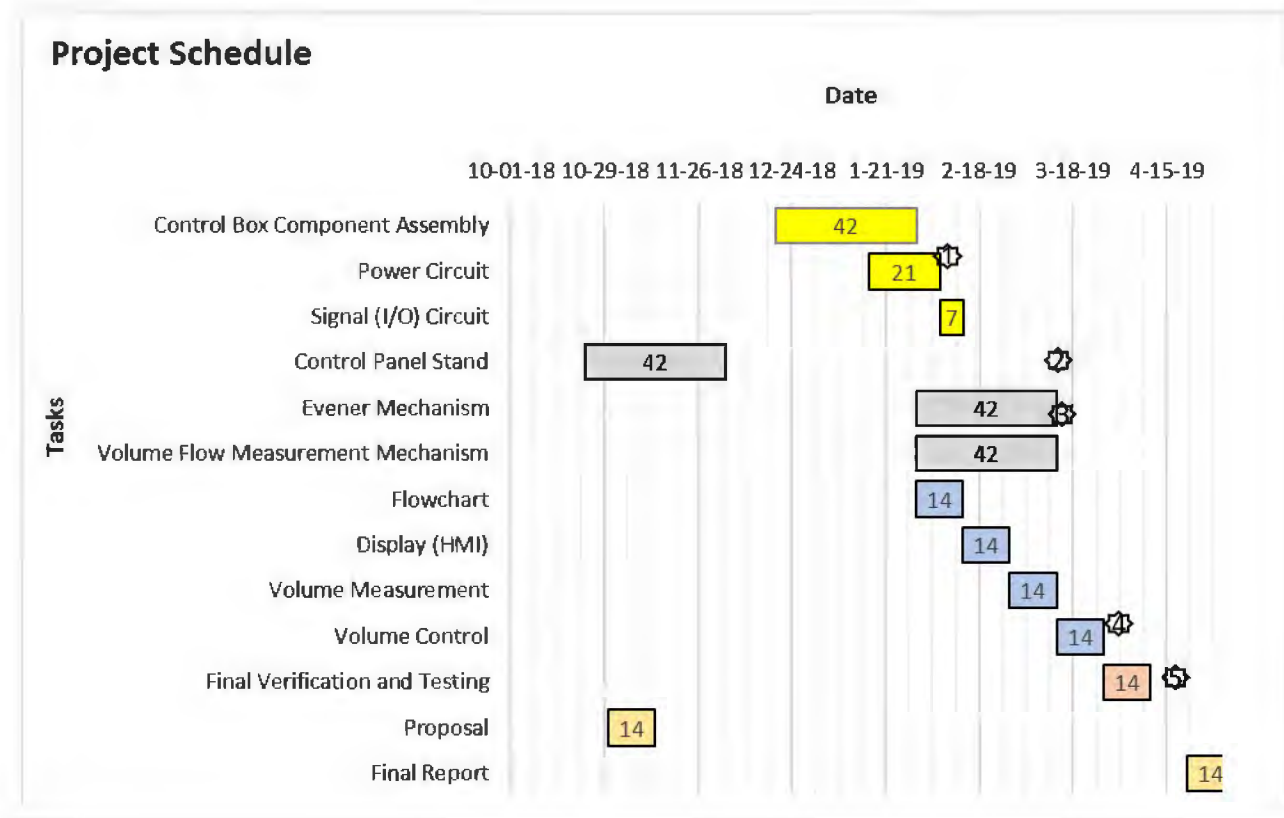 Project Schedule
Date
10-01-18 10-29-18 11-26-18 12-24-18 1-21-19 2-18-19 3-18-19 4-15-19
Tasks
Control Box Component Assembly 42
Power Circuit 21 1
Signal (I/O) Circuit 7
Control Panel Stand 42 2
Evener Mechanism 42 3
Volume Flow Measurement Mechanism 42
Flowchart 14
Display (HMI) 14
Volume Measurement 14
Volume Control 14 4
Final Verification and Testing 14 5
Proposal 14
Final Report 14